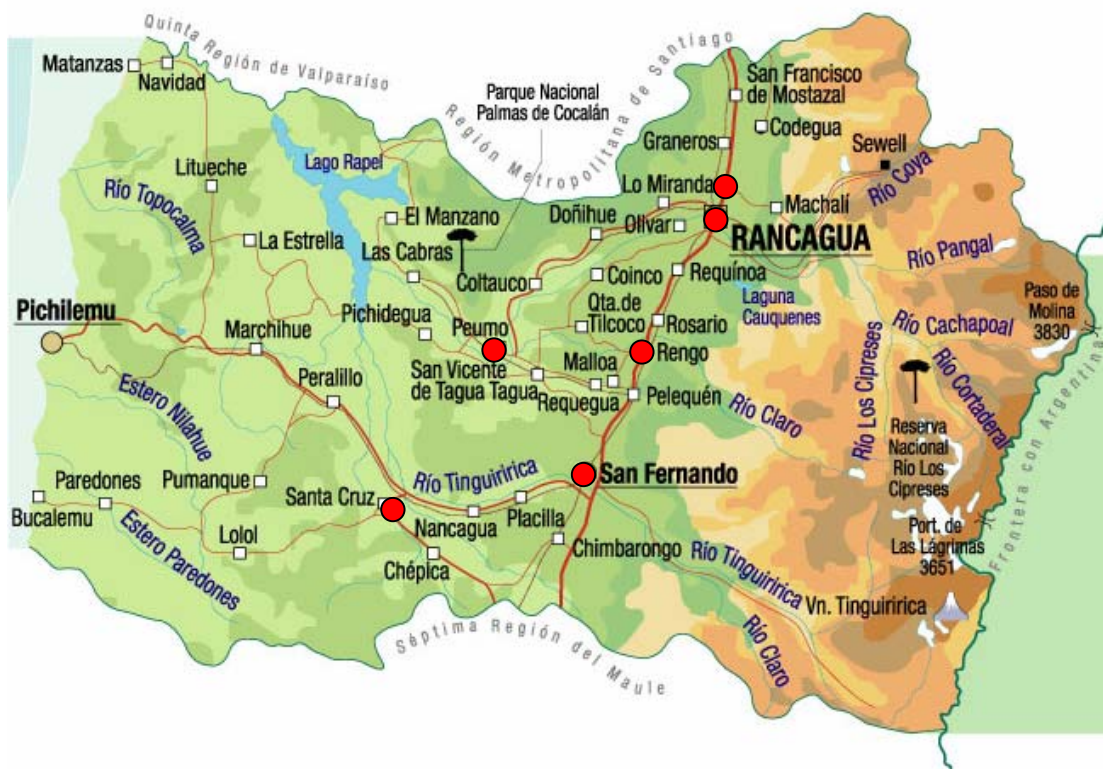 Quinta Región de Valparaíso
Región Metropolitana de Santiago
Matanzas
Navidad
Parque Nacional
Palmas de Cocalán
San Francisco
de Mostazal
Codegua
Graneros
Sewell
Litueche
Lago Rapel
Río Coya
Río Topocalma
Lo Miranda
Machalí
El Manzano
Doñihue
Olivar
RANCAGUA
La Estrella
Las Cabras
Río Pangal
Coltauco
Coinco
Requínoa
Laguna
Cauquenes
Paso de
Molina
3830
Pichilemu
Pichidegua
Qta.de
Tilcoco
Rosario
Río Cachapoal
Marchihue
Peumo
Rengo
Malloa
San Vicente
de Tagua Tagua
Peralillo
Requegua
Pelequén
Río Claro
Río Los Cipreses
Río Cortaderal
Estero Nilahue
Reserva
Nacional
Río Los
Cipreses
Frontera con Argentina
San Fernando
Río Tinguiririca
Paredones
Pumanque
Santa Cruz
Bucalemu
Nancagua
Placilla
Lolol
Chimbarongo
Estero Paredones
Chépica
Port. de
Las Lágrimas
3651
Río Tinguiririca
Vn. Tinguiririca
Río Claro
Séptima Región del Maule